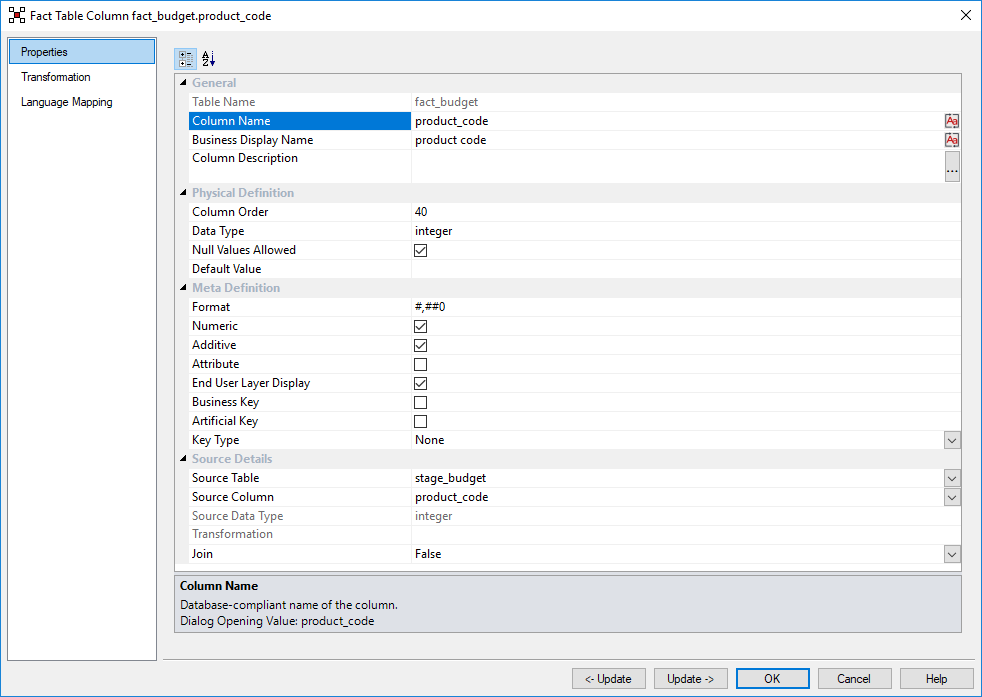 Fact Table Column fact_budget.product_code
Properties
Transformation
Language Mapping
General
Table Name fact_budget
Column Name product_code
Business Display Name product code
Column Description
...
Physical Definition
Column Order 40
Data Type integer
Null Values Allowed
Default Value
Meta Definition
Format #,##0
Numeric
Additive
Attribute
End User Layer Display
Business Key
Artificial Key
Key Type None
Source Details
Source Table stage_budget
Source Column product_code
Source Data Type integer
Transformation
Join False
Column Name
Database-compliant name of the column.
Dialog Opening Value: product_code
<- Update Update -> OK Cancel Help